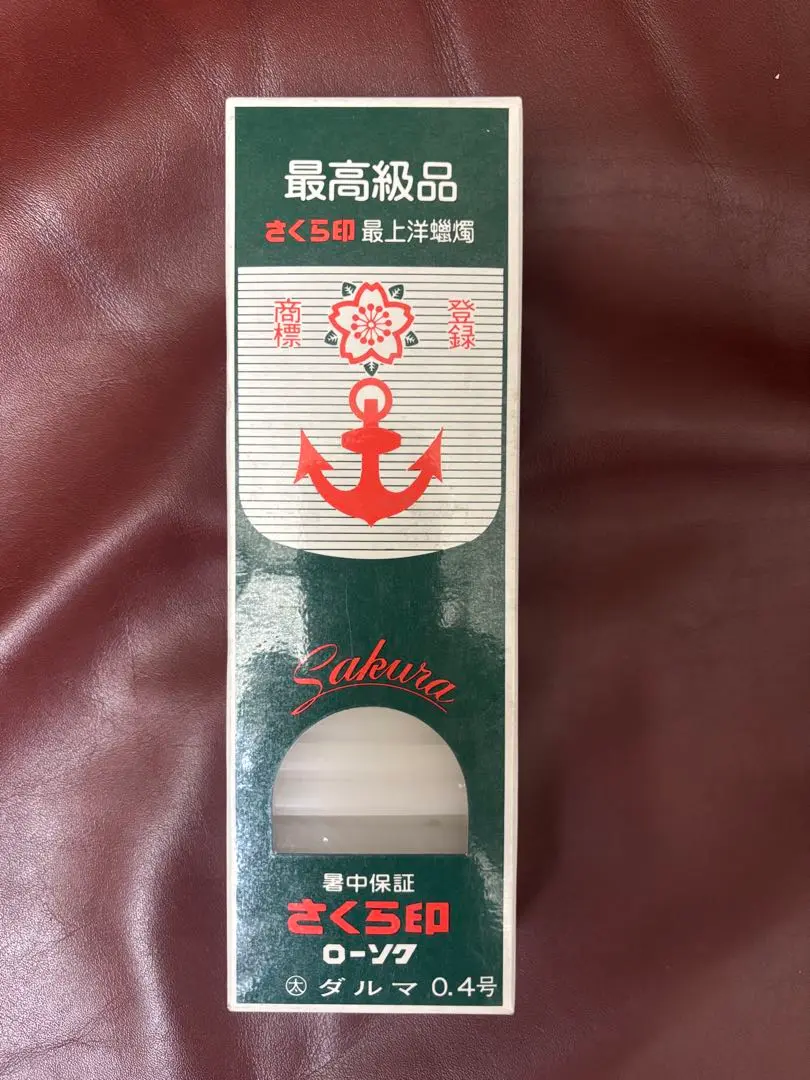 最高級品
さくら印 最上洋蠟燭
商標 登録
Sakura
暑中保証
さくら印
ローソク
太 ダルマ 0.4号